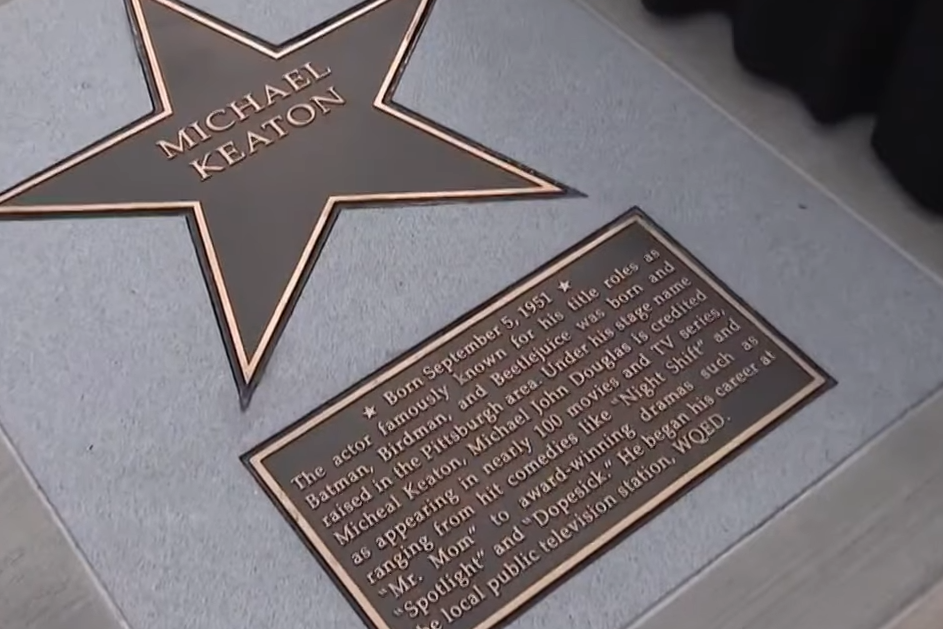 MICHAEL
KEATON
★ Born September 5, 1951 ★
The actor famously known for his title roles as
Batman, Birdman, and Beetlejuice was born and
raised in the Pittsburgh area. Under his stage name
Micheal Keaton, Michael John Douglas is credited
as appearing in nearly 100 movies and TV series,
ranging from hit comedies like "Night Shift" and
"Mr. Mom" to award-winning dramas such as
"Spotlight" and "Dopesick." He began his career at
the local public television station, WQED.